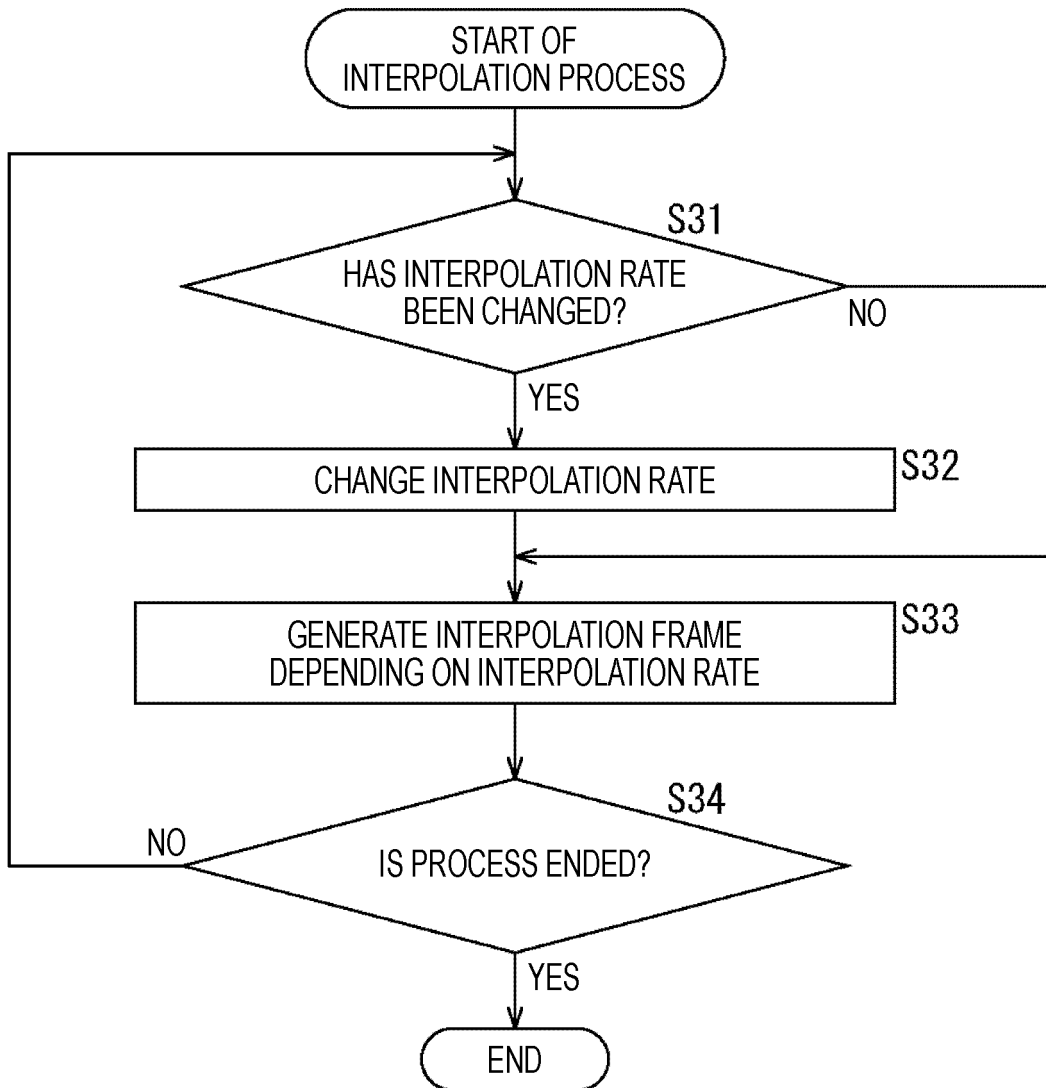 START OF
INTERPOLATION PROCESS
S31
HAS INTERPOLATION RATE
BEEN CHANGED?
NO
YES
S32
CHANGE INTERPOLATION RATE
S33
GENERATE INTERPOLATION FRAME
DEPENDING ON INTERPOLATION RATE
S34
NO
IS PROCESS ENDED?
YES
END